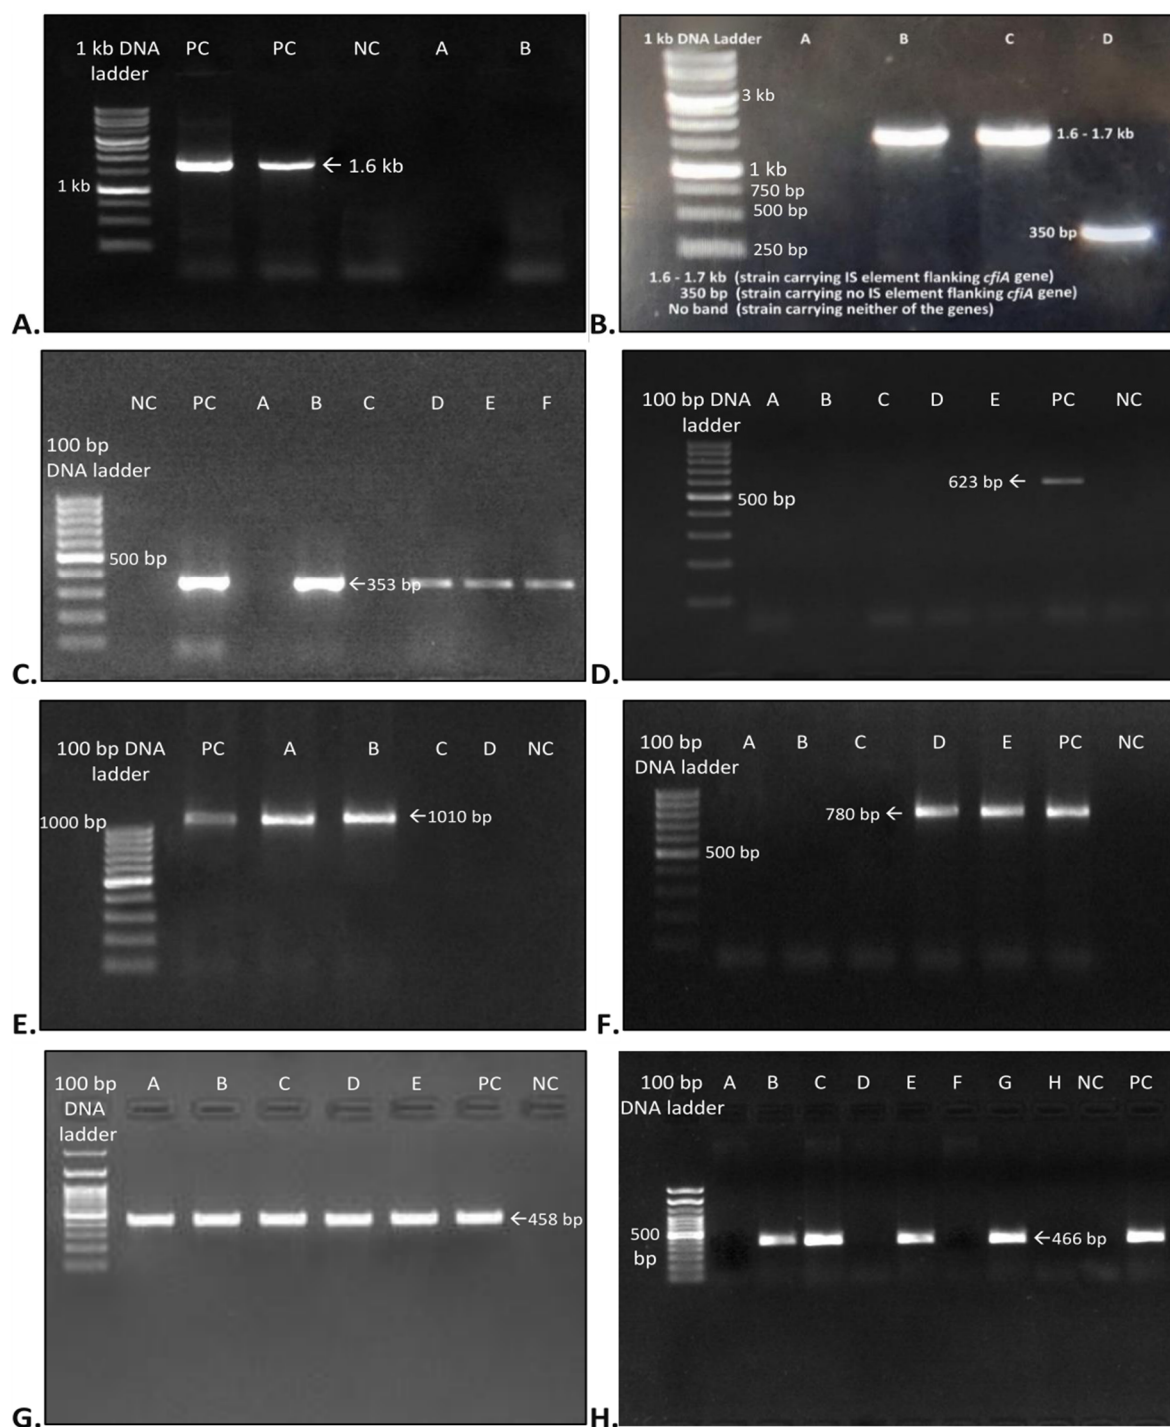 1 kb DNA ladder PC PC NC A B
← 1.6 kb
1 kb
A.
1 kb DNA Ladder A B C D
3 kb
1.6 - 1.7 kb
1 kb
750 bp
500 bp
350 bp
250 bp
1.6 - 1.7 kb (strain carrying IS element flanking cfiA gene)
350 bp (strain carrying no IS element flanking cfiA gene)
No band (strain carrying neither of the genes)
B.
NC PC A B C D E F
100 bp
DNA ladder
500 bp
←353 bp
C.
100 bp DNA ladder A B C D E PC NC
623 bp ←
500 bp
D.
100 bp DNA ladder PC A B C D NC
1000 bp
←1010 bp
E.
100 bp DNA ladder A B C D E PC NC
780 bp ←
500 bp
F.
100 bp DNA ladder A B C D E PC NC
←458 bp
G.
100 bp DNA ladder A B C D E F G H NC PC
500 bp
←466 bp
H.